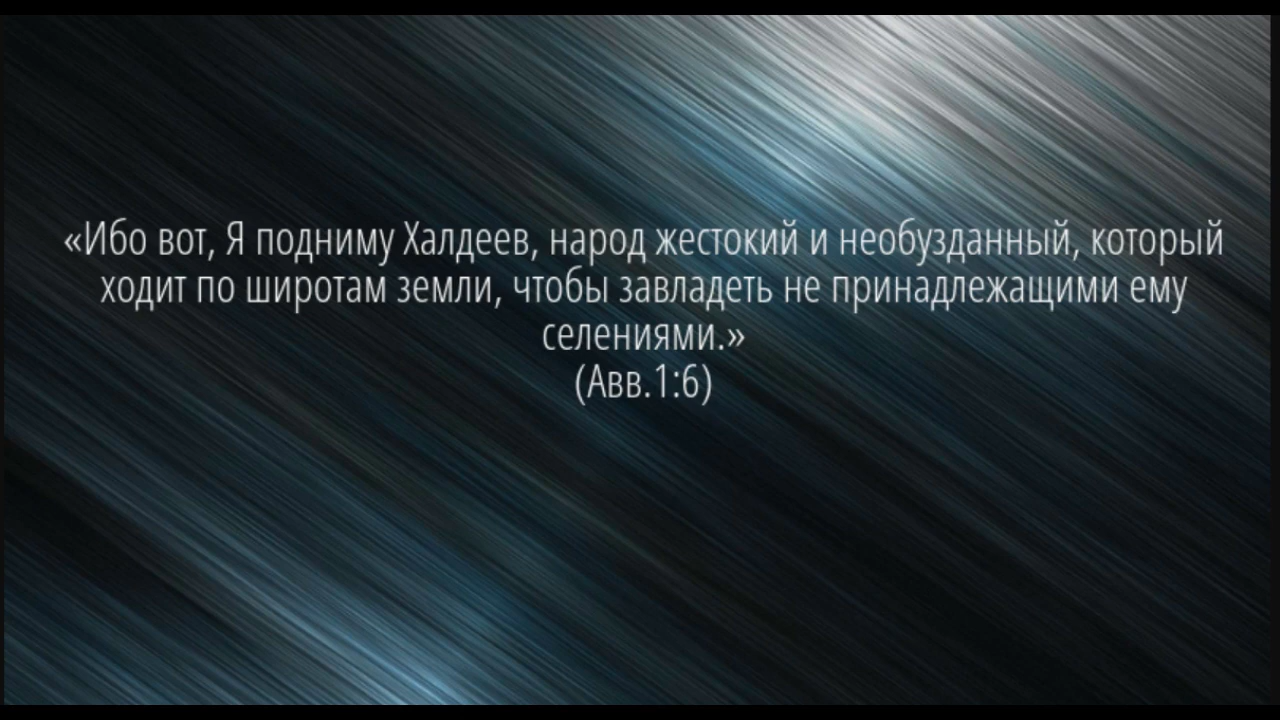 «Ибо вот, Я подниму Халдеев, народ жестокий и необузданный, который
ходит по широтам земли, чтобы завладеть не принадлежащими ему
селениями.»
(Авв.1:6)